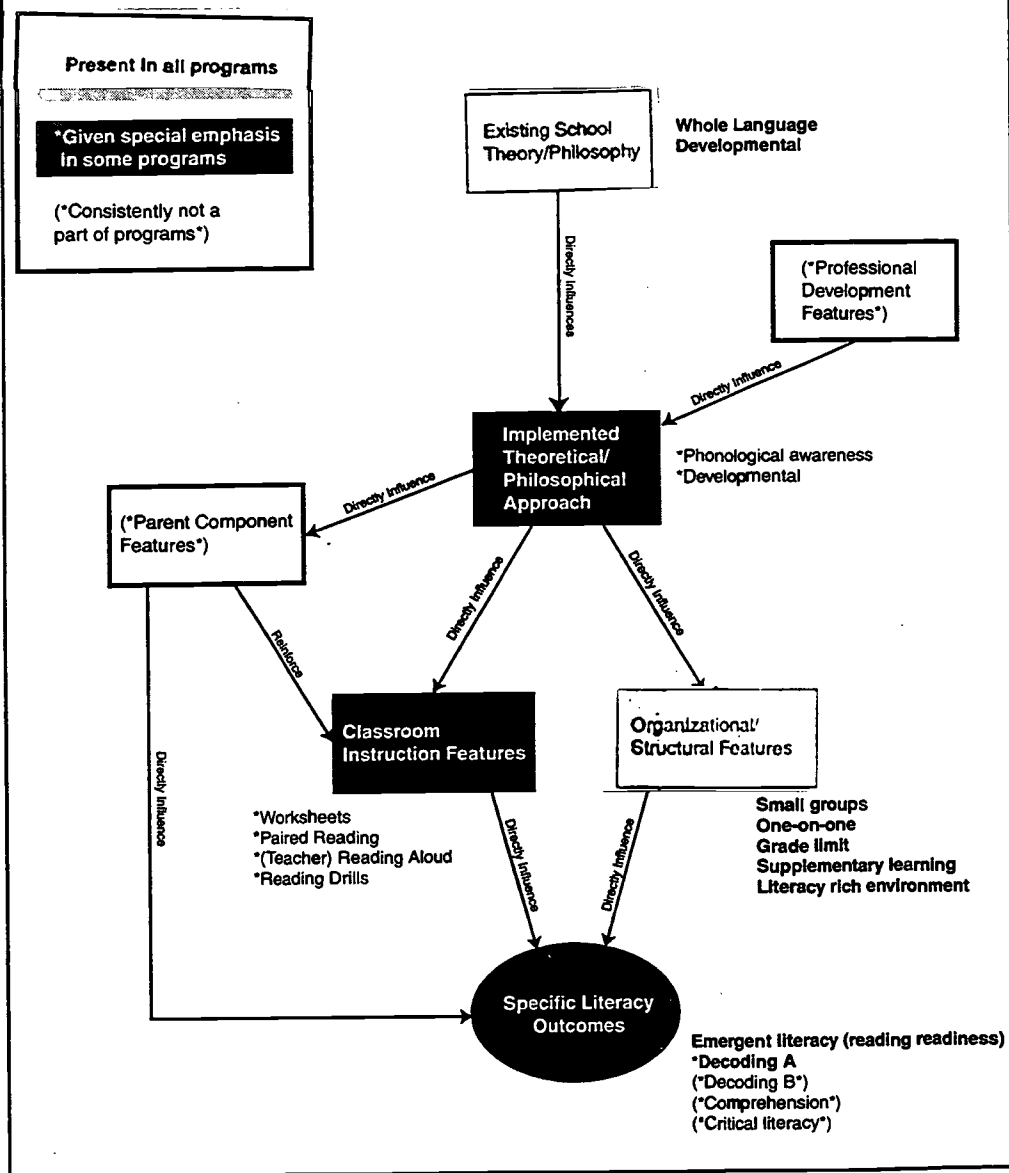 Present in all programs
*Given special emphasis
in some programs
(*Consistently not a
part of programs*)
Existing School
Theory/Philosophy
Whole Language
Developmental
Directly Influences
(*Professional
Development
Features*)
Directly Influence
Implemented
Theoretical/
Philosophical
Approach
*Phonological awareness
*Developmental
Directly Influence
(*Parent Component
Features*)
Directly Influence
Directly Influence
Reinforce
Classroom
Instruction Features
Organizational/
Structural Features
Directly Influence
*Worksheets
*Paired Reading
*(Teacher) Reading Aloud
*Reading Drills
Small groups
One-on-one
Grade limit
Supplementary learning
Literacy rich environment
Directly Influence
Directly Influence
Specific Literacy
Outcomes
Emergent literacy (reading readiness)
*Decoding A
(*Decoding B*)
(*Comprehension*)
(*Critical literacy*)